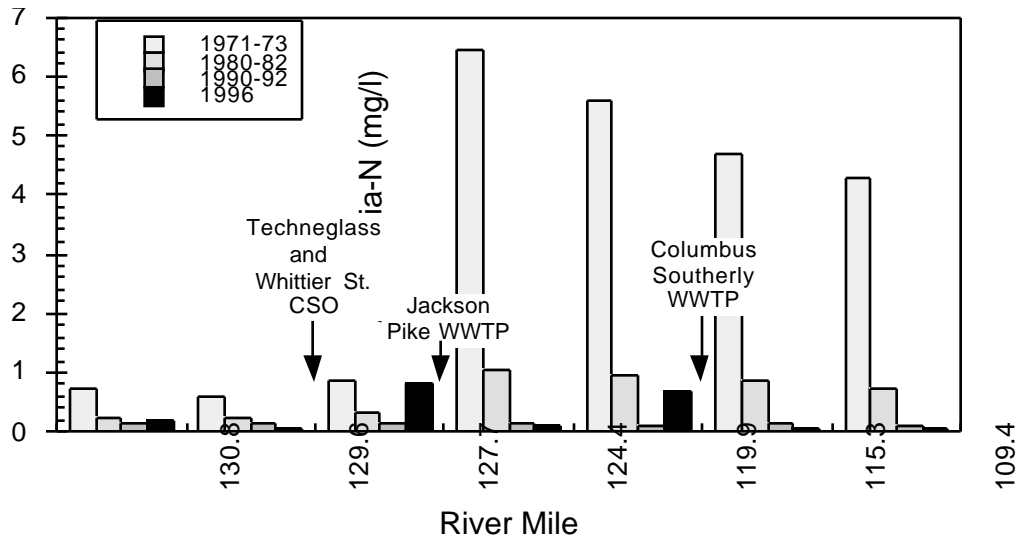 7
6
5
4
3
2
1
0
1971-73
1980-82
1990-92
1996
ia-N (mg/l)
Techneglass
and
Whittier St.
CSO
Jackson
Pike WWTP
Columbus
Southerly
WWTP
130.8
129.6
127.7
124.4
119.9
115.3
109.4
River Mile